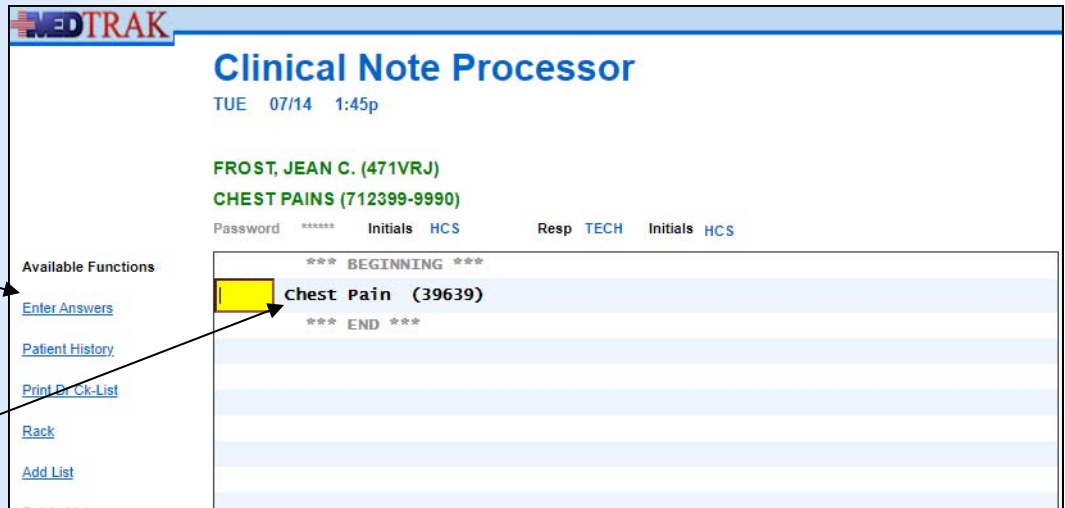 MEDTRAK
Clinical Note Processor
TUE 07/14 1:45p
FROST, JEAN C. (471VRJ)
CHEST PAINS (712399-9990)
Password ****** Initials HCS Resp TECH Initials HCS
Available Functions
*** BEGINNING ***
Enter Answers
Chest Pain (39639)
*** END ***
Patient History
Print Dr Ck-List
Rack
Add List